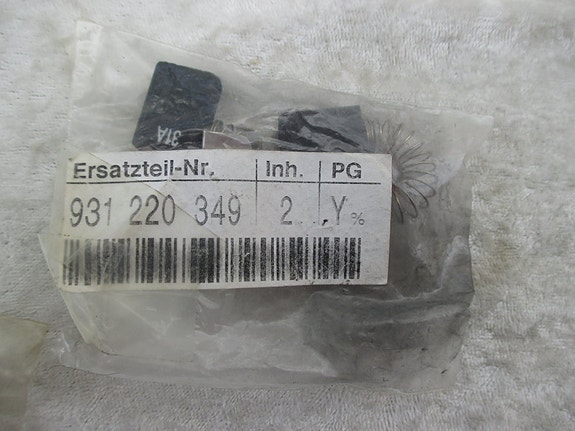 31A
Ersatzteil-Nr. Inh. PG
931 220 349 2 Y %